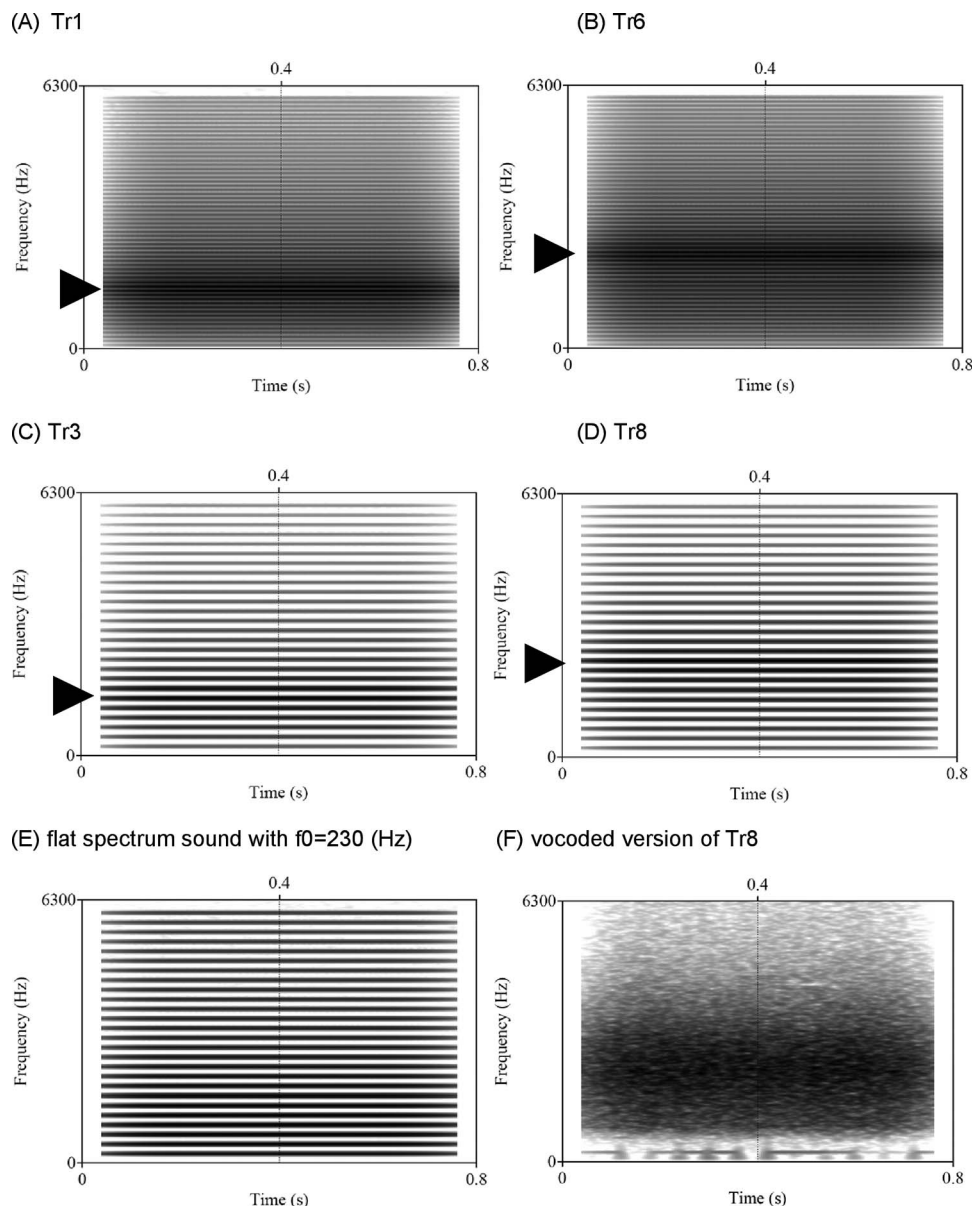 (A) Tr1
(B) Tr6
0.4
0.4
6300
6300
Frequency (Hz)
Frequency (Hz)
0
0
0
0.8
0
0.8
Time (s)
Time (s)
(C) Tr3
(D) Tr8
0.4
0.4
6300
6300
Frequency (Hz)
Frequency (Hz)
0
0
0
0.8
0
0.8
Time (s)
Time (s)
(E) flat spectrum sound with f0=230 (Hz)
(F) vocoded version of Tr8
0.4
0.4
6300
6300
Frequency (Hz)
Frequency (Hz)
0
0
0
0.8
0
0.8
Time (s)
Time (s)